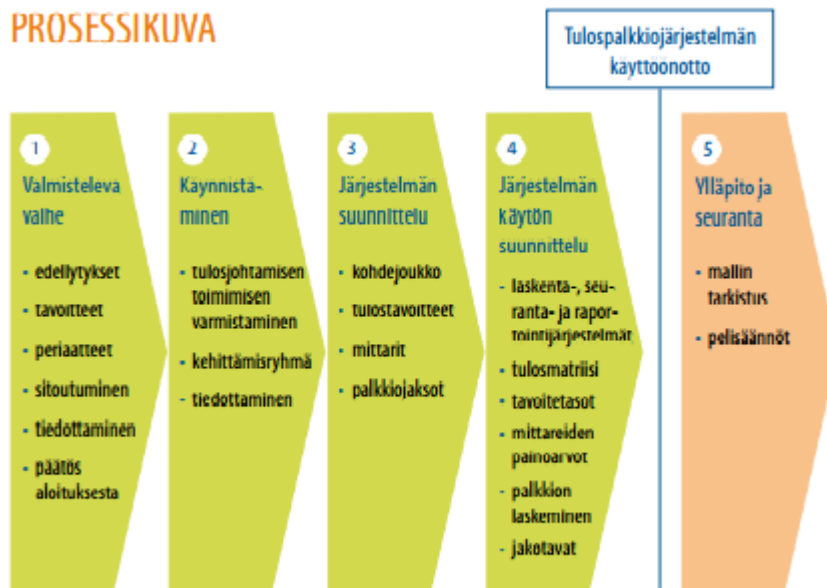 PROSESSIKUVA
Tulospalkkiojärjestelmän
käyttöönotto
1
Valmisteleva
vaihe
- edellytykset
- tavoitteet
- periaatteet
- sitoutuminen
- tiedottaminen
- päätös
aloituksesta
2
Käynnistä-
minen
- tulosjohtamisen
toimimisen
varmistaminen
- kehittämisryhmä
- tiedottaminen
3
Järjestelmän
suunnittelu
- kohdejoukko
- tulostavoitteet
- mittarit
- palkkiojaksot
4
Järjestelmän
käytön
suunnittelu
- laskenta-, seu-
ranta- ja rapor-
tointijärjestelmät
- tulosmatriisi
- tavoitetasot
- mittareiden
painoarvot
- palkkion
laskeminen
- jakotavat
5
Ylläpito ja
seuranta
- mallin
tarkistus
- pelisäännöt